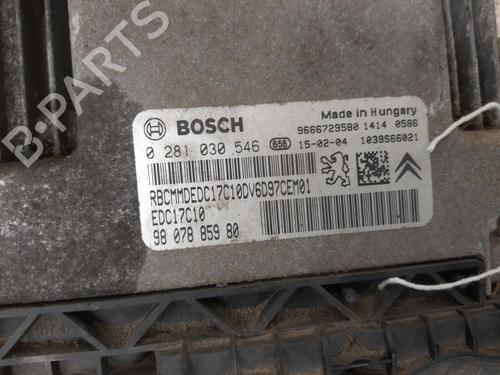 B-PARTS
BOSCH
Made in Hungary
9666729580 1414 0586
0 281 030 546 658 15-02-04 1039S66021
RBCMMDEDC17C10DV6D97CEM01
EDC17C10
98 078 859 80